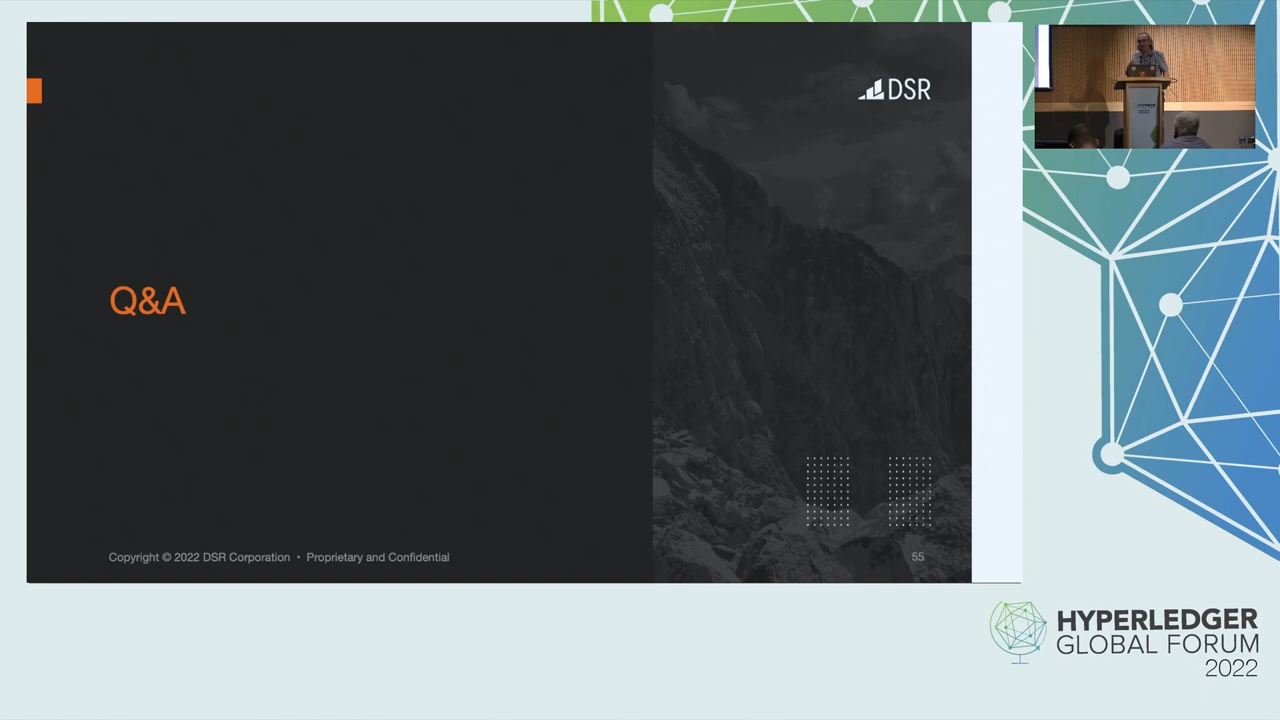 DSR
Q&A
Copyright © 2022 DSR Corporation • Proprietary and Confidential
55
HYPERLEDGER
GLOBAL FORUM
2022